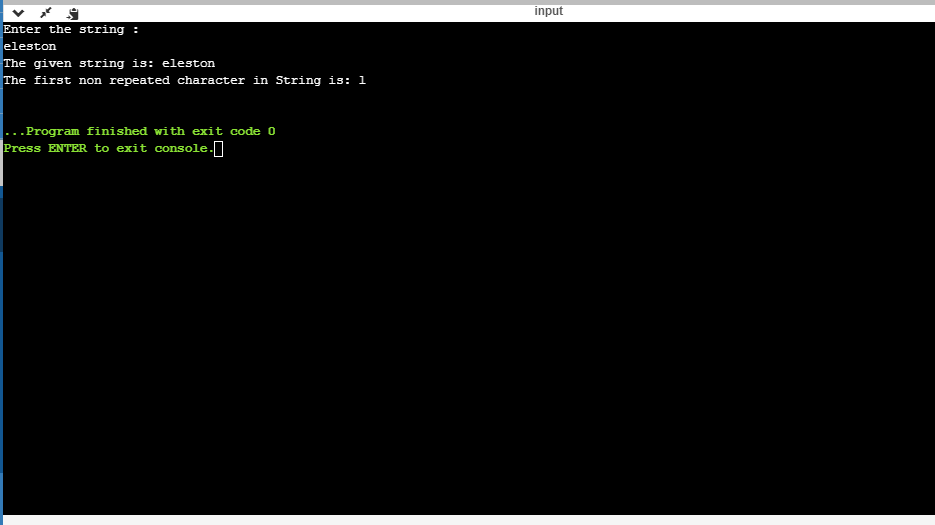 input
Enter the string :
eleston
The given string is: eleston
The first non repeated character in String is: l
...Program finished with exit code 0
Press ENTER to exit console.